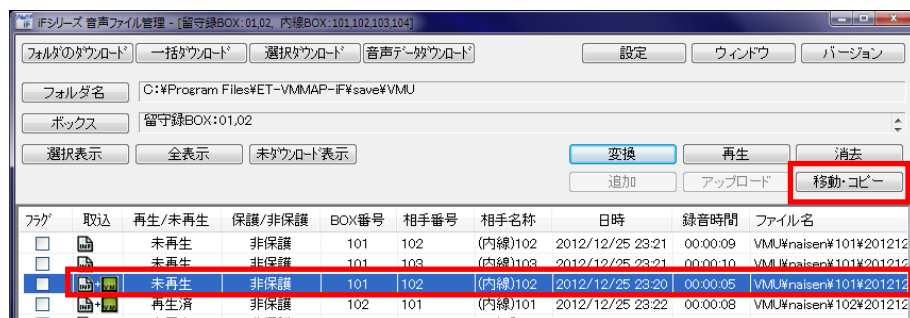 iFシリーズ 音声ファイル管理 - [留守録BOX:01,02, 内線BOX:101,102,103,104]
フォルダのダウンロード 一括ダウンロード 選択ダウンロード 音声データダウンロード 設定 ウィンドウ バージョン
フォルダ名 C:¥Program Files¥ET-VMMAP-iF¥save¥VMU
ボックス 留守録BOX:01,02
選択表示 全表示 未ダウンロード表示 変換 再生 消去
追加 アップロード 移動・コピー
フラグ 取込 再生/未再生 保護/非保護 BOX番号 相手番号 相手名称 日時 録音時間 ファイル名
未再生 非保護 101 102 (内線)102 2012/12/25 23:21 00:00:09 VMU¥naisen¥101¥201212
未再生 非保護 101 103 (内線)103 2012/12/25 23:21 00:00:10 VMU¥naisen¥101¥201212
未再生 非保護 101 102 (内線)102 2012/12/25 23:20 00:00:05 VMU¥naisen¥101¥201212
再生済 非保護 102 101 (内線)101 2012/12/25 23:22 00:00:08 VMU¥naisen¥102¥201212